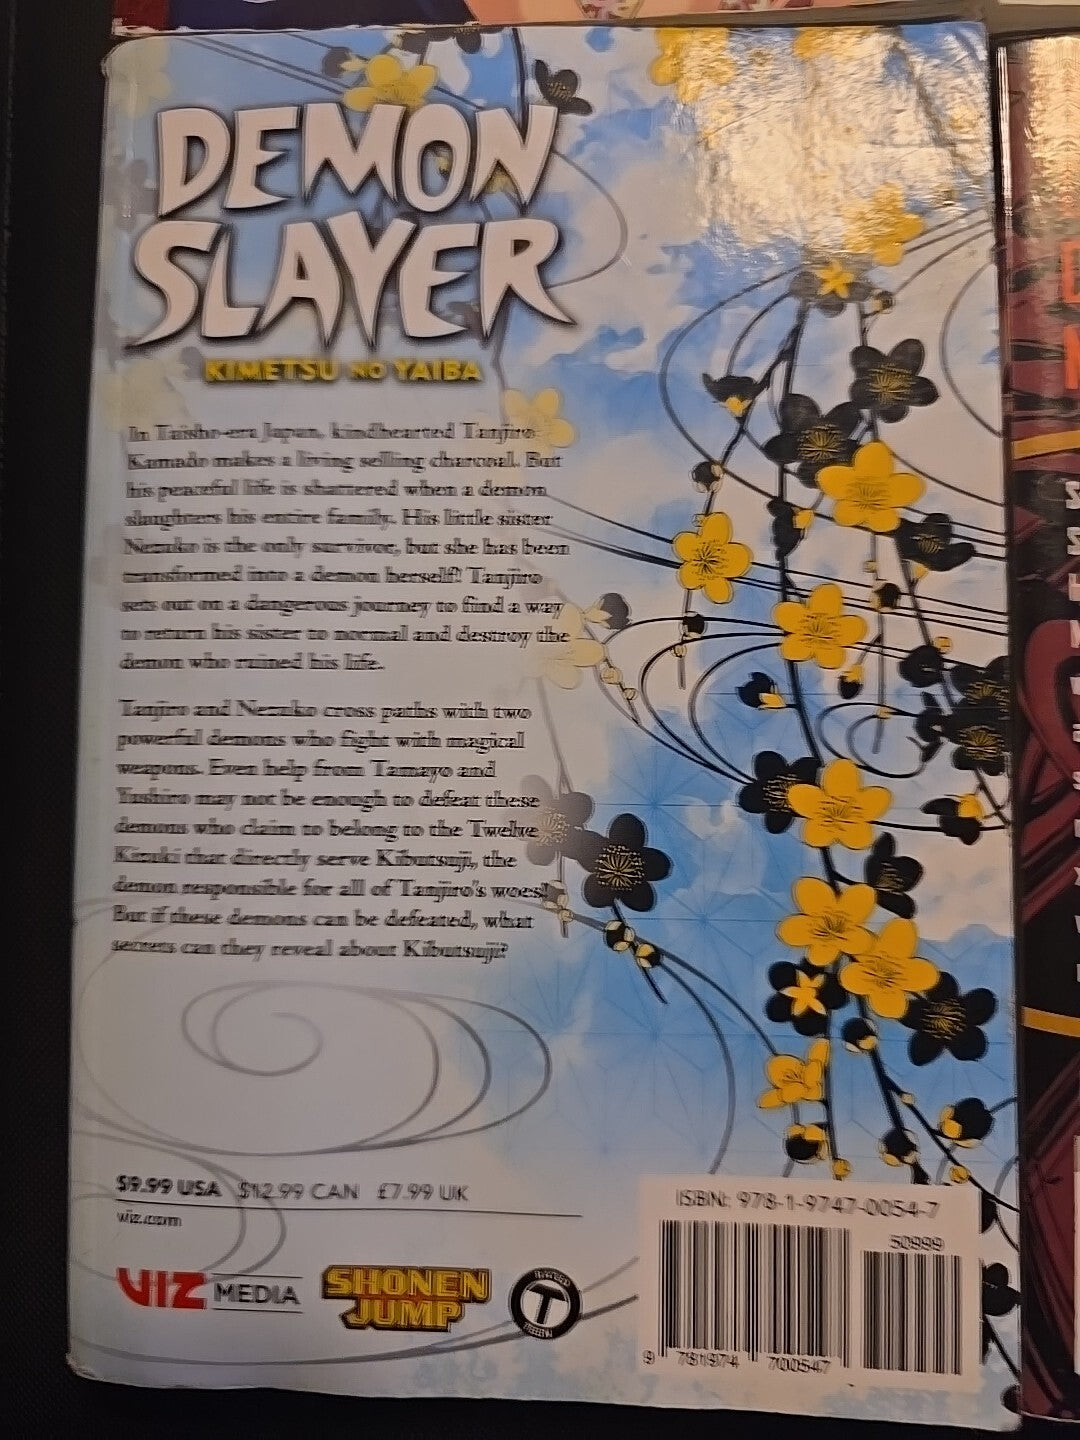 DEMON
SLAYER
KIMETSU NO YAIBA
In Taisho-era Japan, kindhearted Tanjiro
Kamado makes a living selling charcoal. But
his peaceful life is shattered when a demon
slaughters his entire family. His little sister
Nezuko is the only survivor, but she has been
transformed into a demon herself! Tanjiro
sets out on a dangerous journey to find a way
to return his sister to normal and destroy the
demon who ruined his life.
Tanjiro and Nezuko cross paths with two
powerful demons who fight with magical
weapons. Even help from Tamayo and
Yushiro may not be enough to defeat these
demons who claim to belong to the Twelve
Kizuki that directly serve Kibutsuji, the
demon responsible for all of Tanjiro's woes!
But if these demons can be defeated, what
secrets can they reveal about Kibutsuji?
$9.99 USA $12.99 CAN £7.99 UK
viz.com
VIZ MEDIA
SHONEN
JUMP
RATED
T
TEEN
ISBN: 978-1-9747-0054-7
50999
9 781974 700547